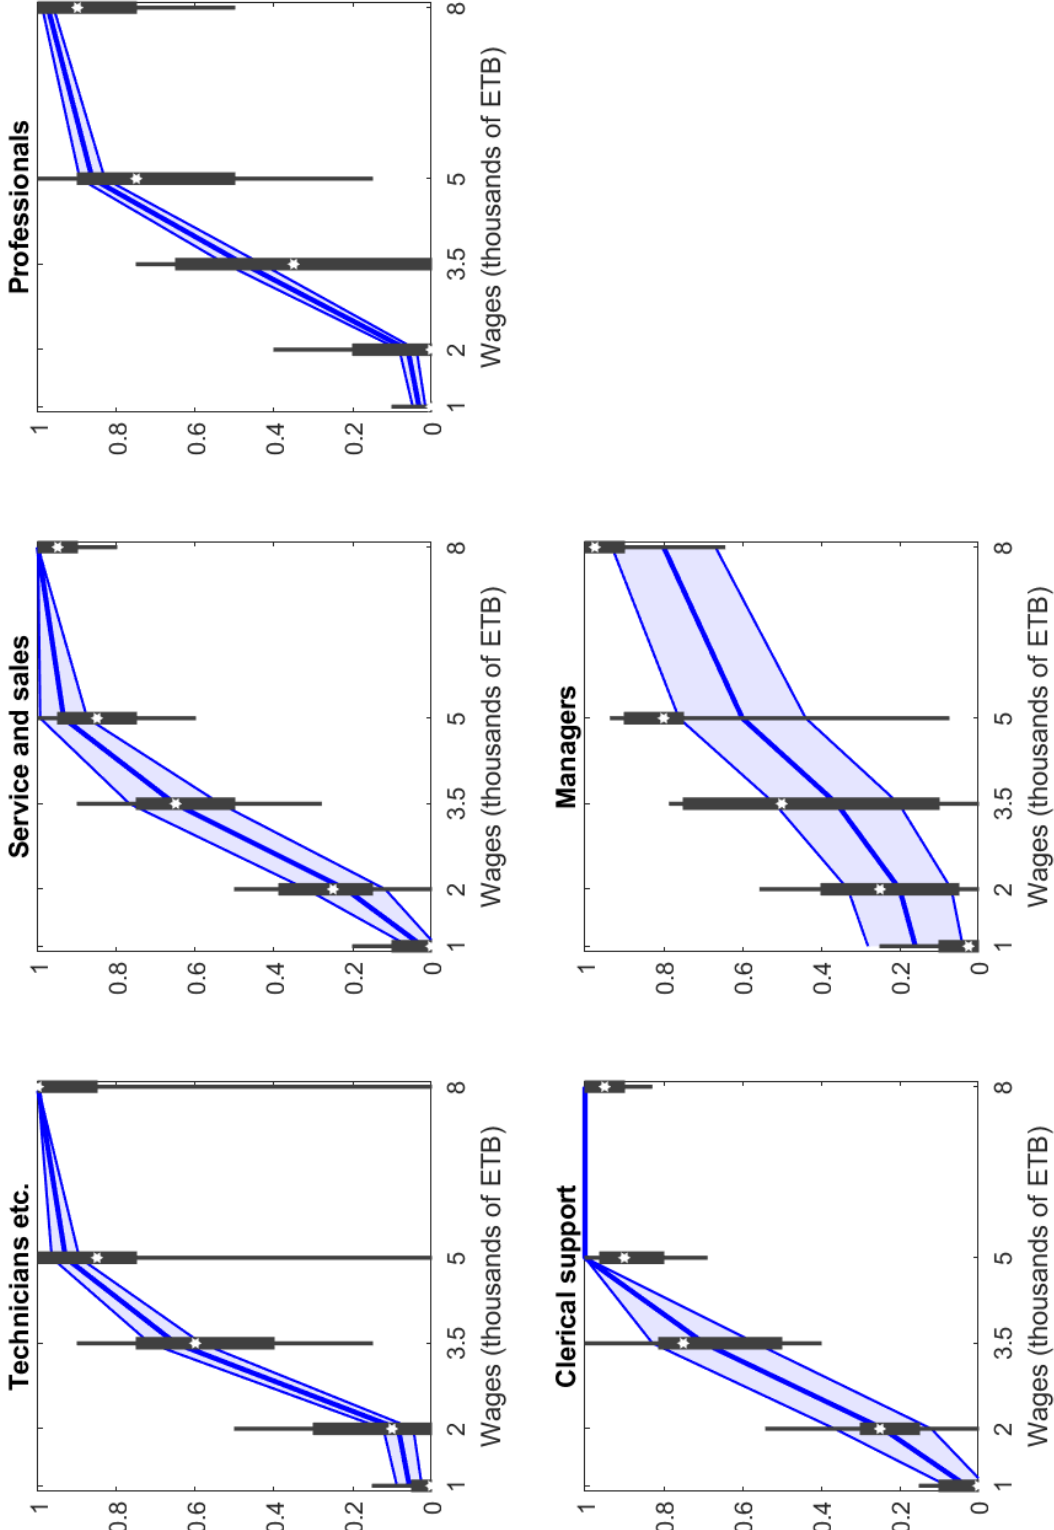 Technicians etc.
1
0.8
0.6
0.4
0.2
0
1 2 3.5 5 8
Wages (thousands of ETB)
Service and sales
1
0.8
0.6
0.4
0.2
0
1 2 3.5 5 8
Wages (thousands of ETB)
Professionals
1
0.8
0.6
0.4
0.2
0
1 2 3.5 5 8
Wages (thousands of ETB)
Clerical support
1
0.8
0.6
0.4
0.2
0
1 2 3.5 5 8
Wages (thousands of ETB)
Managers
1
0.8
0.6
0.4
0.2
0
1 2 3.5 5 8
Wages (thousands of ETB)